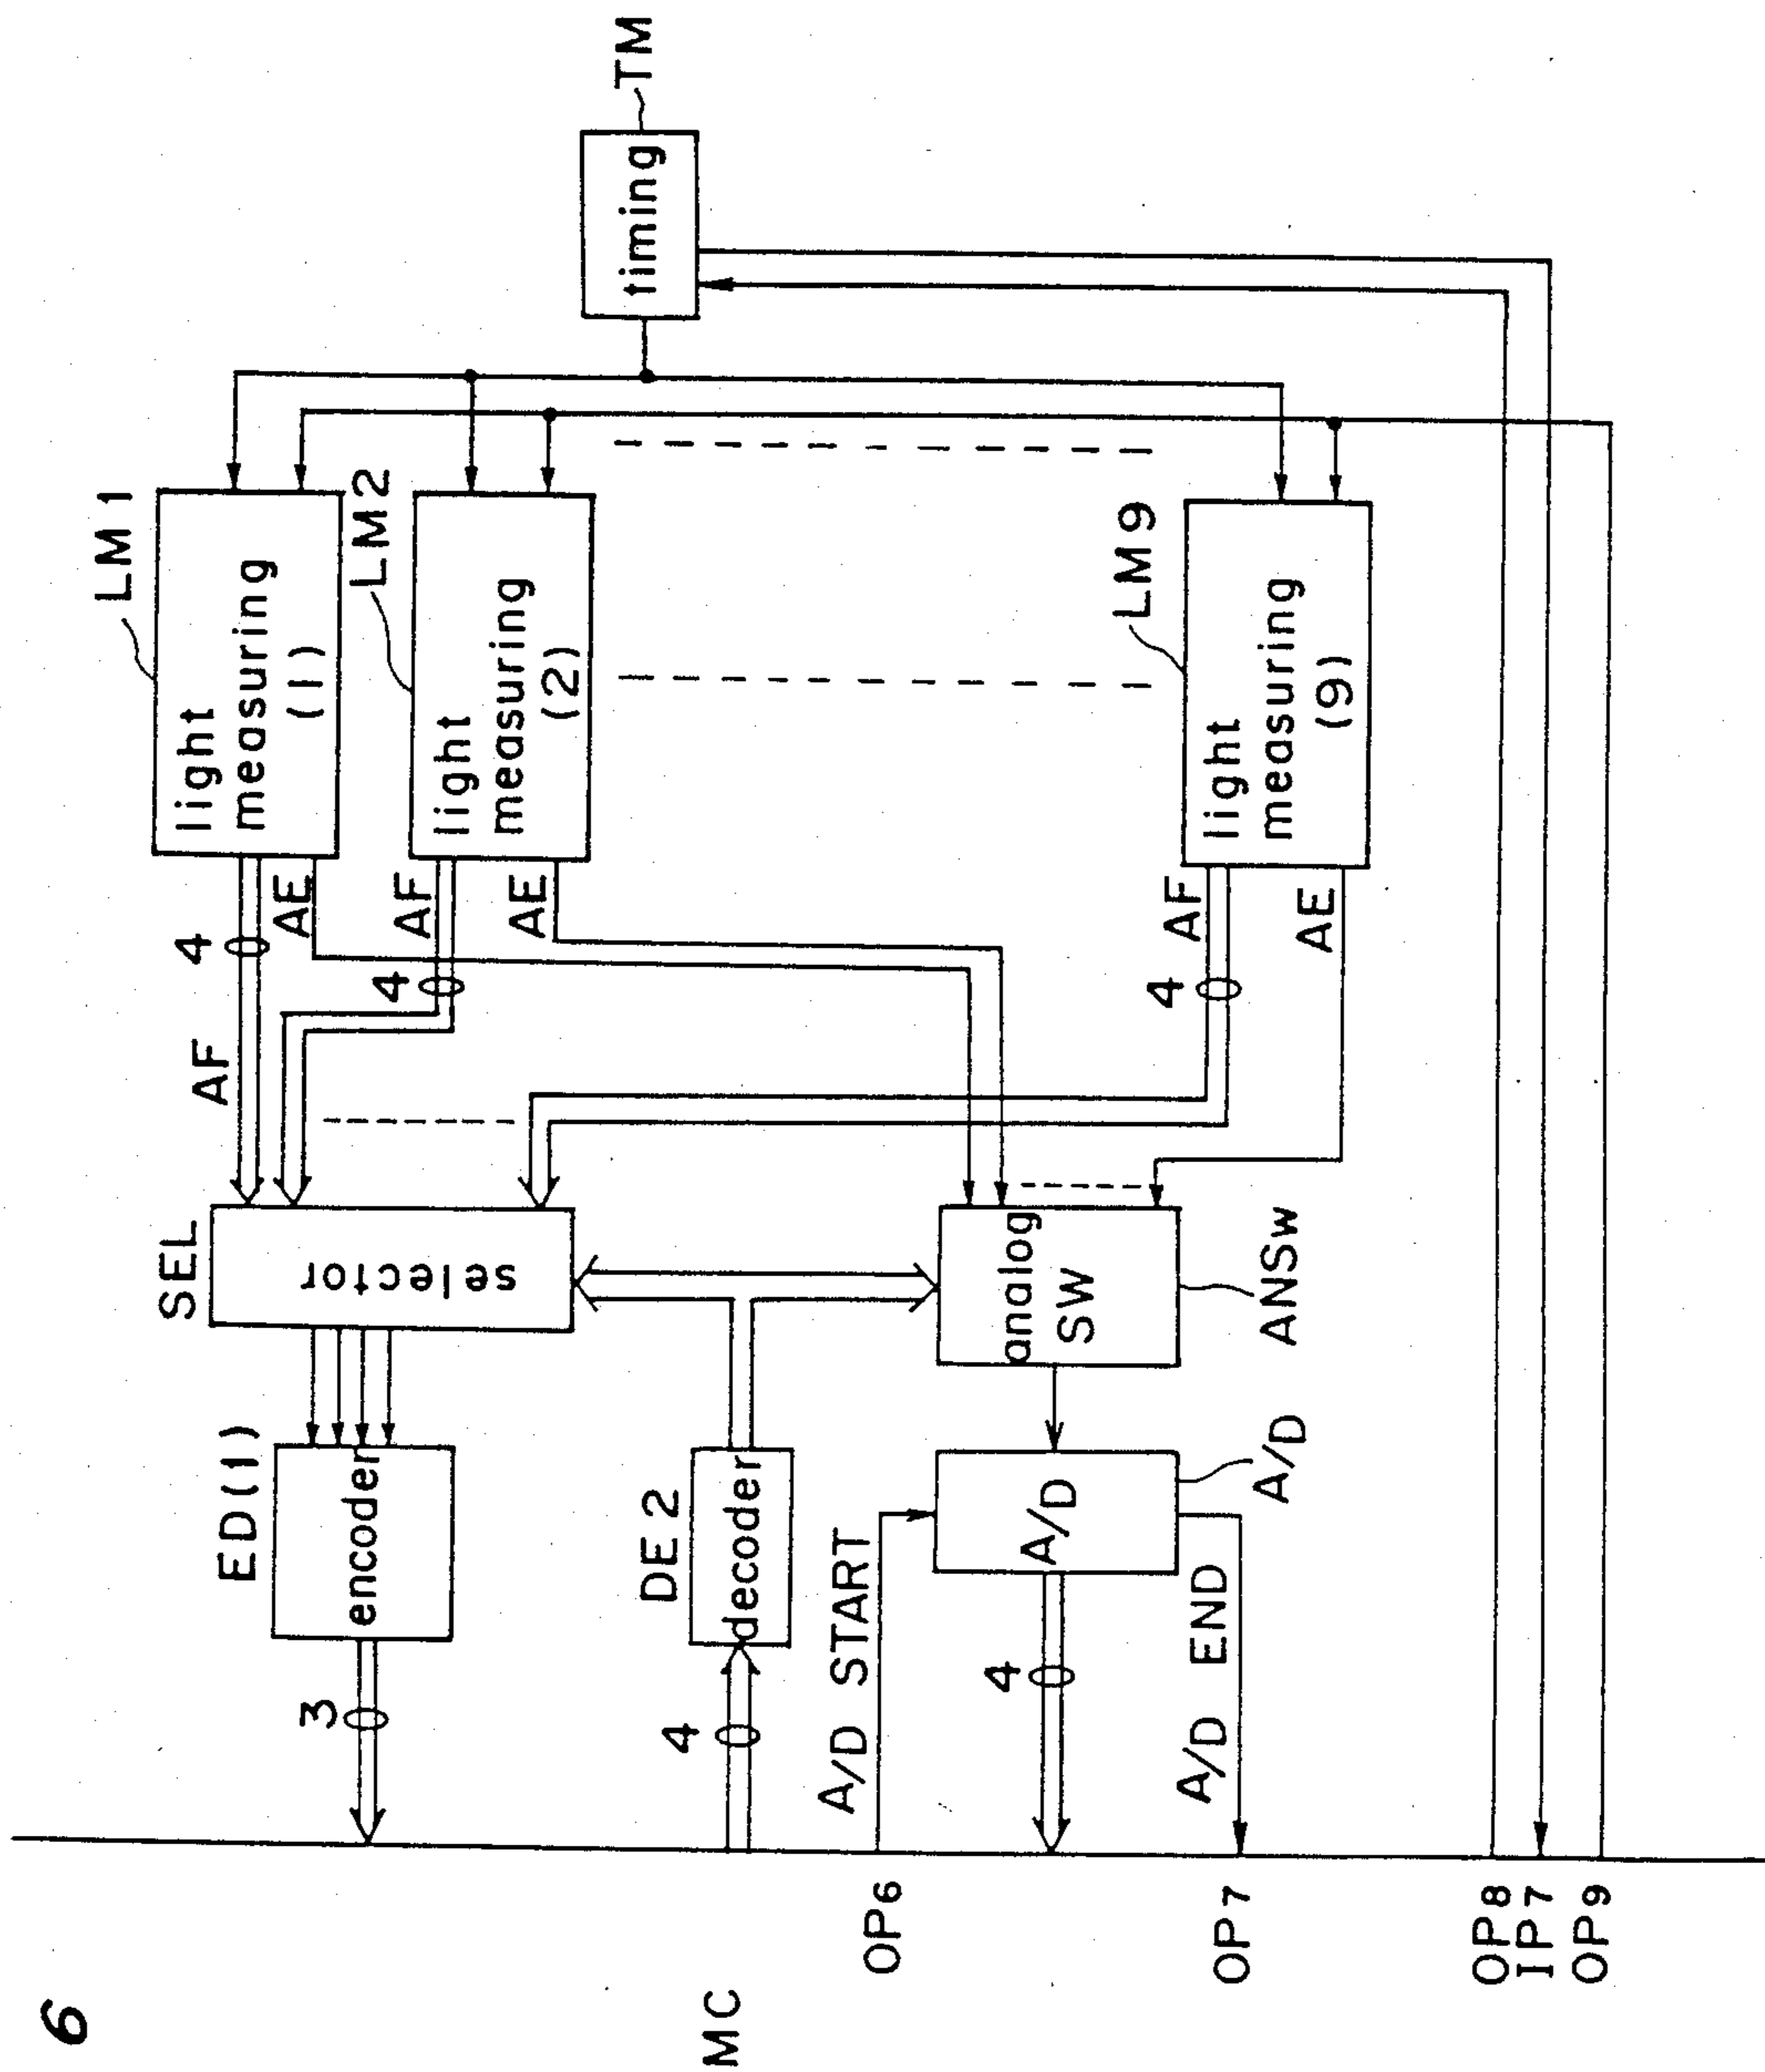 6
MC
OP6
OP7
OP8
IP7
OP9
ED(1)
encoder
3
DE2
decoder
4
A/D START
A/D
A/D
4
A/D END
SEL
selector
analog
SW
ANSw
AF
4
AF
AE
4
AF
AE
4
AF
AE
LM1
light
measuring
(1)
LM2
light
measuring
(2)
LM9
light
measuring
(9)
timing
TM